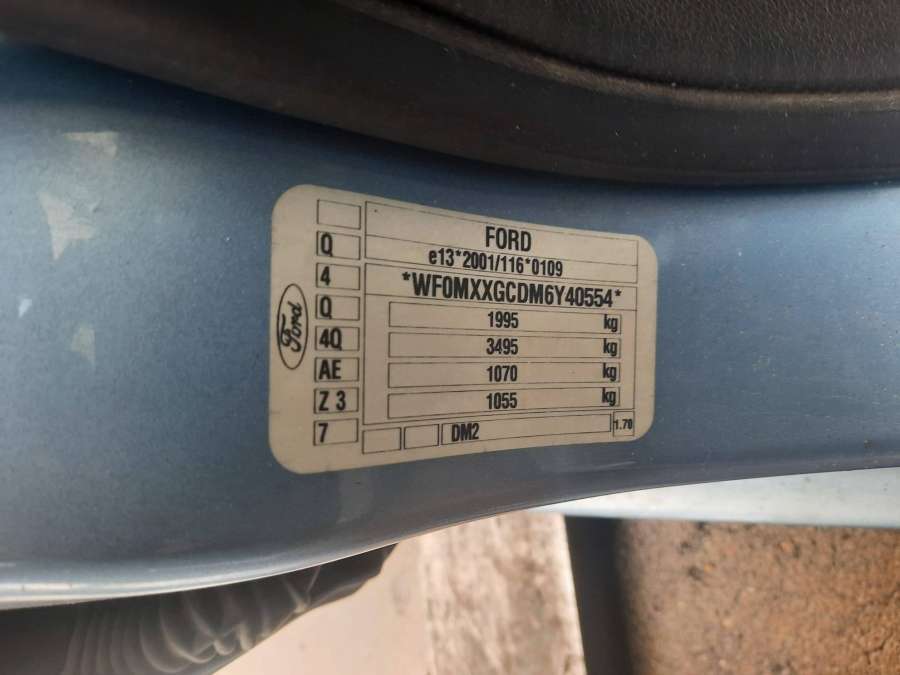 FORD
e13*2001/116*0109
*WF0MXXGCDM6Y40554*
1995 kg
3495 kg
1070 kg
1055 kg
DM2
1.70
Ford
Q
4
Q
4Q
AE
Z 3
7